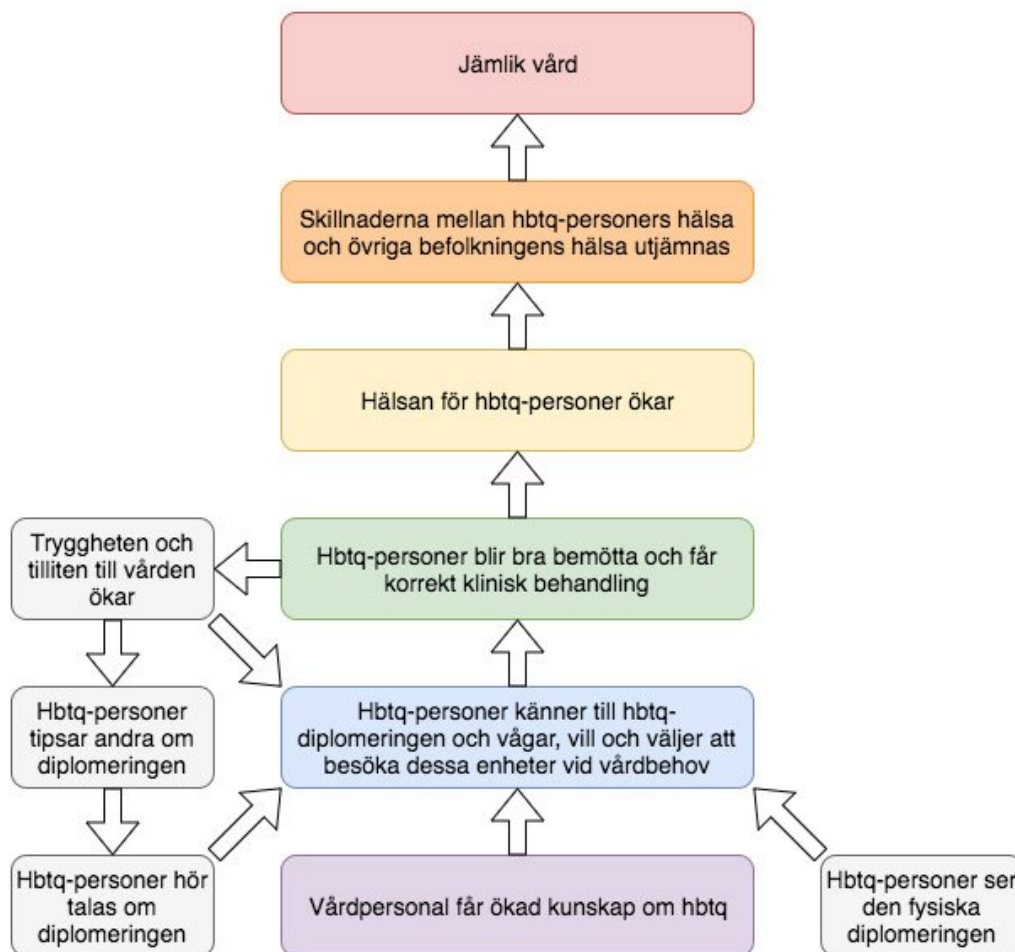 Jämlik vård
Skillnaderna mellan hbtq-personers hälsa
och övriga befolkningens hälsa utjämnas
Hälsan för hbtq-personer ökar
Tryggheten och
tilliten till vården
ökar
Hbtq-personer blir bra bemötta och får
korrekt klinisk behandling
Hbtq-personer
tipsar andra om
diplomeringen
Hbtq-personer känner till hbtq-
diplomeringen och vågar, vill och väljer att
besöka dessa enheter vid vårdbehov
Hbtq-personer hör
talas om
diplomeringen
Vårdpersonal får ökad kunskap om hbtq
Hbtq-personer ser
den fysiska
diplomeringen